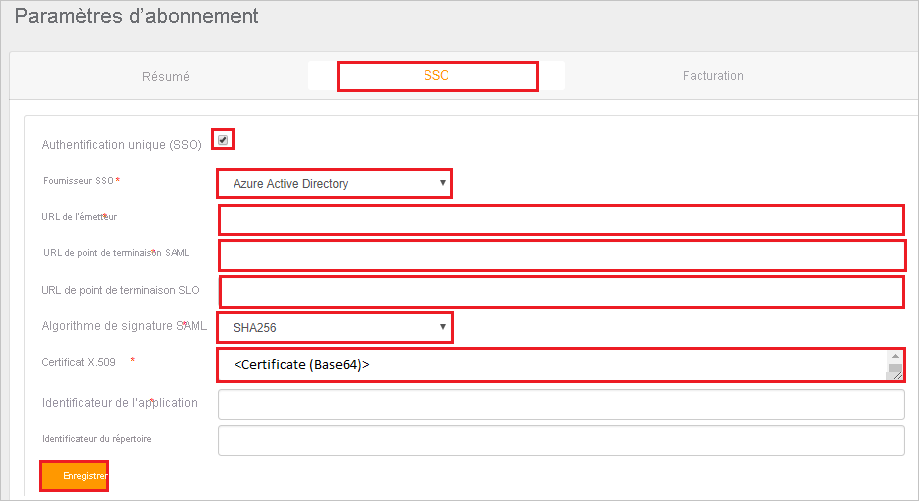 Paramètres d'abonnement
Résumé SSO Facturation
Authentification unique (SSO)
Fournisseur SSO* Azure Active Directory
URL de l'émetteur*
URL de point de terminaison SAML*
URL de point de terminaison SLO
Algorithme de signature SAML* SHA256
Certificat X.509 * <Certificate (Base64)>
Identificateur de l'application*
Identificateur du répertoire
Enregistrer